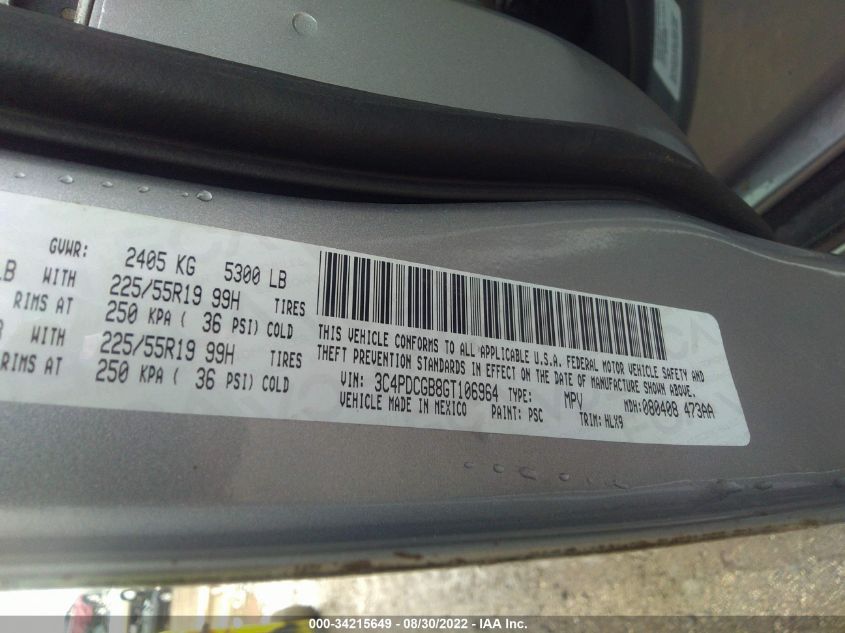 GVWR: 2405 KG 5300 LB
LB WITH 225/55R19 99H TIRES
RIMS AT 250 KPA ( 36 PSI) COLD
WITH 225/55R19 99H TIRES
RIMS AT 250 KPA ( 36 PSI) COLD
THIS VEHICLE CONFORMS TO ALL APPLICABLE U.S.A. FEDERAL MOTOR VEHICLE SAFETY AND
THEFT PREVENTION STANDARDS IN EFFECT ON THE DATE OF MANUFACTURE SHOWN ABOVE.
VIN: 3C4PDCGB8GT106964 TYPE: MPV MDH: 080408 473AA
VEHICLE MADE IN MEXICO PAINT: PSC TRIM: HLX9
000-34215649 - 08/30/2022 - IAA Inc.